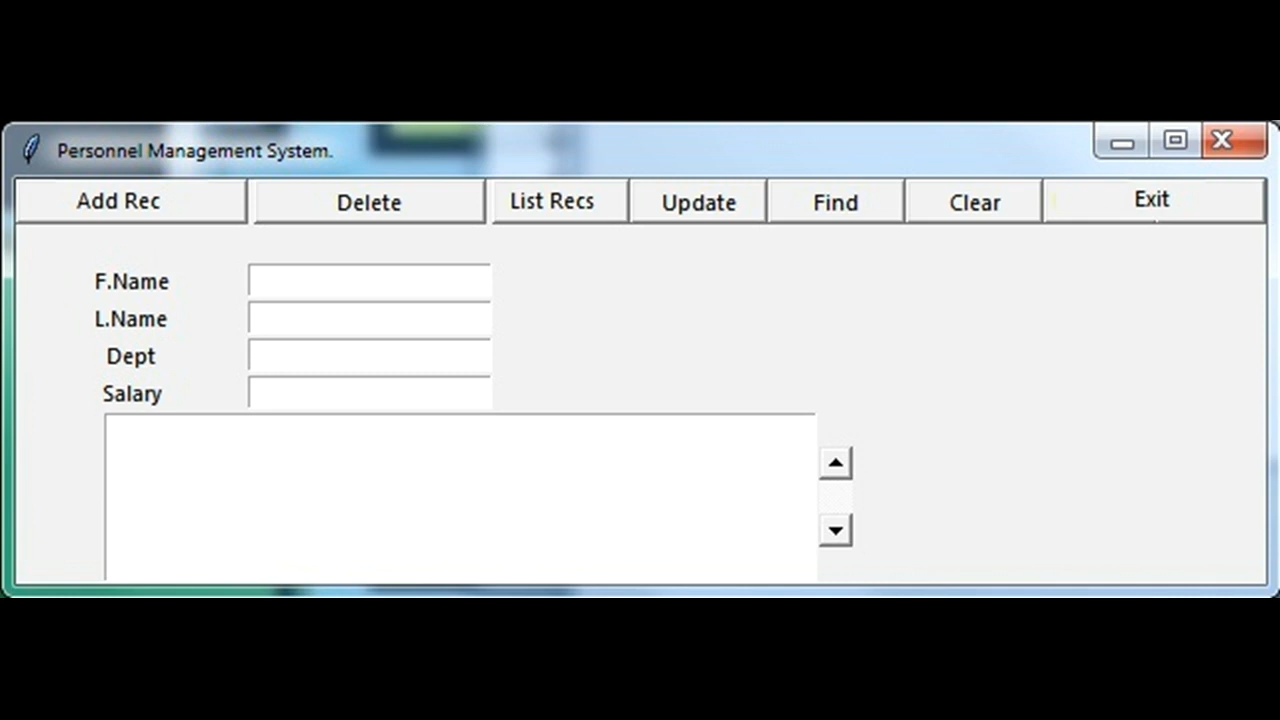 Personnel Management System.
Add Rec Delete List Recs Update Find Clear Exit
F.Name
L.Name
Dept
Salary